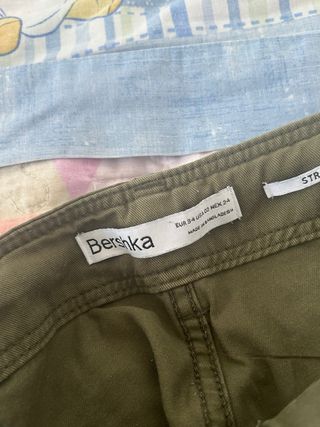 Bershka
EUR 34 USA 02 MEX 24
MADE IN BANGLADESH
STR